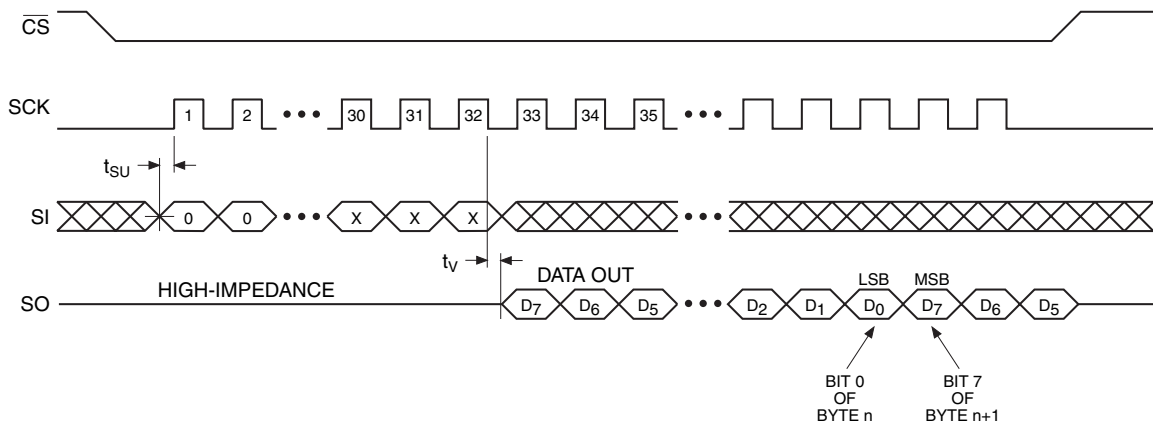 CS
SCK 1 2 ••• 30 31 32 33 34 35 •••
tSU
SI 0 0 ••• X X X •••
tV
DATA OUT LSB MSB
HIGH-IMPEDANCE
SO D7 D6 D5 ••• D2 D1 D0 D7 D6 D5
BIT 0
OF
BYTE n
BIT 7
OF
BYTE n+1